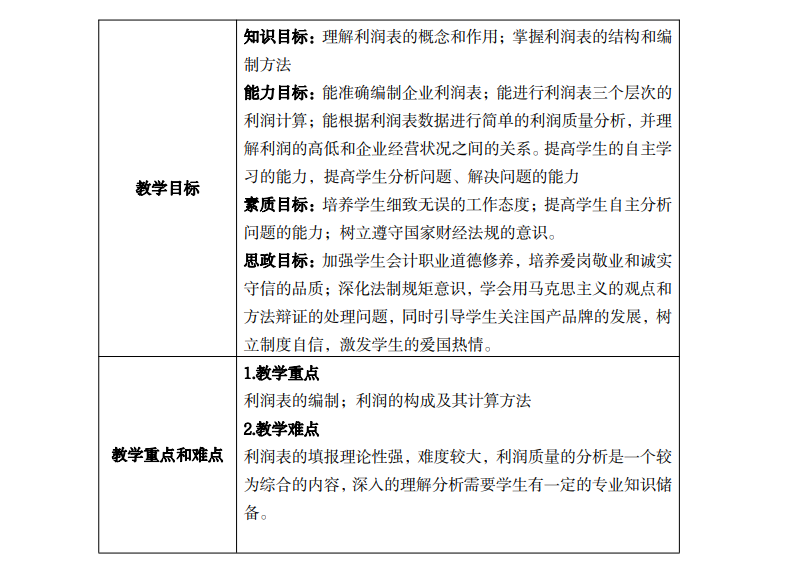 知识目标：理解利润表的概念和作用；掌握利润表的结构和编
制方法
能力目标：能准确编制企业利润表；能进行利润表三个层次的
利润计算；能根据利润表数据进行简单的利润质量分析，并理
解利润的高低和企业经营状况之间的关系。提高学生的自主学
习的能力，提高学生分析问题、解决问题的能力
教学目标
素质目标：培养学生细致无误的工作态度；提高学生自主分析
问题的能力；树立遵守国家财经法规的意识。
思政目标：加强学生会计职业道德修养，培养爱岗敬业和诚实
守信的品质；深化法制规矩意识，学会用马克思主义的观点和
方法辩证的处理问题，同时引导学生关注国产品牌的发展，树
立制度自信，激发学生的爱国热情。
1.教学重点
利润表的编制；利润的构成及其计算方法
2.教学难点
教学重点和难点
利润表的填报理论性强，难度较大，利润质量的分析是一个较
为综合的内容，深入的理解分析需要学生有一定的专业知识储
备。